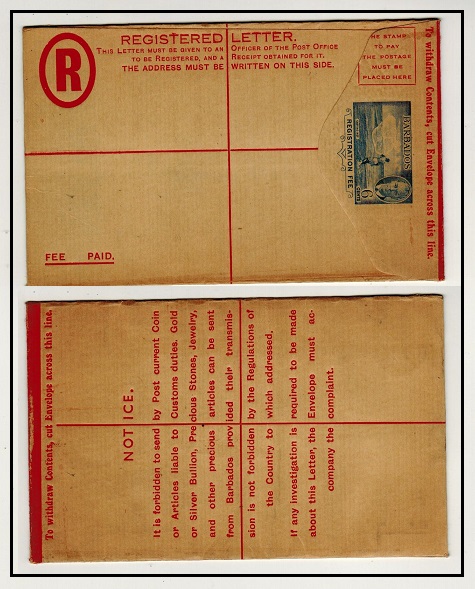 R
REGISTERED LETTER.
THIS LETTER MUST BE GIVEN TO AN OFFICER OF THE POST OFFICE
TO BE REGISTERED, AND A RECEIPT OBTAINED FOR IT.
THE ADDRESS MUST BE WRITTEN ON THIS SIDE.
HE STAMP
TO PAY
THE POSTAGE
MUST BE
PLACED HERE
To withdraw Contents, cut Envelope across this line.
BARBADOS
REGISTRATION FEE
6
CENTS
FEE PAID.
To withdraw Contents, cut Envelope across this line.
NOTICE.
It is forbidden to send by Post current Coin
or Articles liable to Customs duties. Gold
or Silver Bullion, Precious Stones, Jewelry,
and other precious articles can be sent
from Barbados provided their transmis-
sion is not forbidden by the Regulations of
the Country to which addressed.
If any investigation is required to be made
about this Letter, the Envelope must ac-
company the complaint.